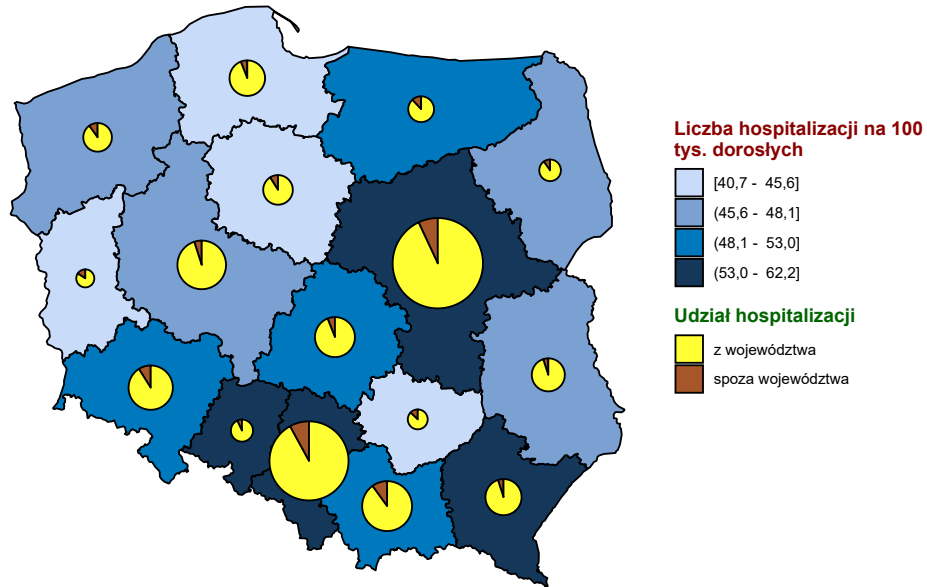 Liczba hospitalizacji na 100
tys. dorosłych
[40,7 - 45,6]
(45,6 - 48,1]
(48,1 - 53,0]
(53,0 - 62,2]
Udział hospitalizacji
z województwa
spoza województwa